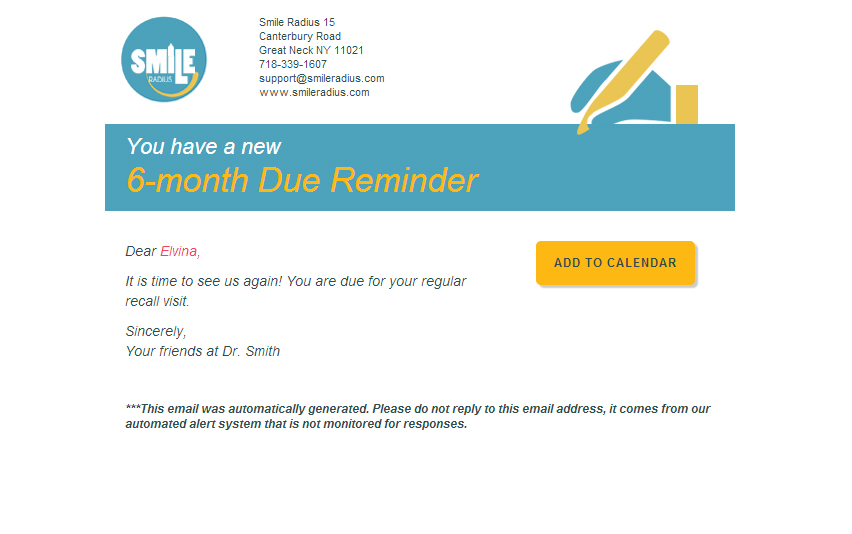 SMILE
RADIUS
Smile Radius 15
Canterbury Road
Great Neck NY 11021
718-339-1607
support@smileradius.com
www.smileradius.com
You have a new
6-month Due Reminder
Dear Elvina,
ADD TO CALENDAR
It is time to see us again! You are due for your regular
recall visit.
Sincerely,
Your friends at Dr. Smith
***This email was automatically generated. Please do not reply to this email address, it comes from our
automated alert system that is not monitored for responses.